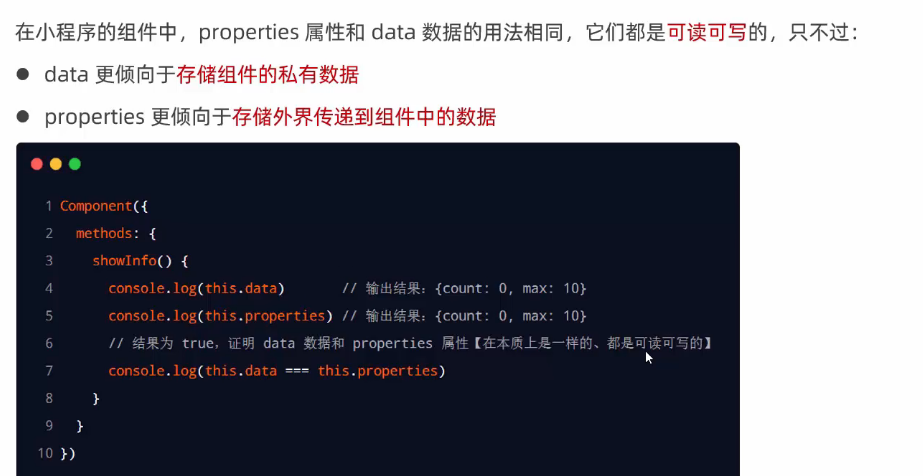 在小程序的组件中，properties 属性和 data 数据的用法相同，它们都是可读可写的，只不过：
● data 更倾向于存储组件的私有数据
● properties 更倾向于存储外界传递到组件中的数据
1 Component({
2 methods: {
3 showInfo() {
4 console.log(this.data) // 输出结果：{count: 0, max: 10}
5 console.log(this.properties) // 输出结果：{count: 0, max: 10}
6 // 结果为 true，证明 data 数据和 properties 属性【在本质上是一样的、都是可读可写的】
7 console.log(this.data === this.properties)
8 }
9 }
10 })